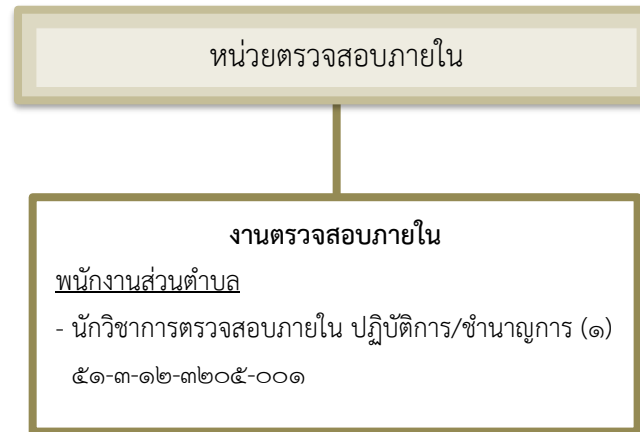 หน่วยตรวจสอบภายใน
งานตรวจสอบภายใน
พนักงานส่วนตำบล
- นักวิชาการตรวจสอบภายใน ปฏิบัติการ/ชำนาญการ (๑)
๕๑-๓-๑๒-๓๒๐๕-๐๐๑